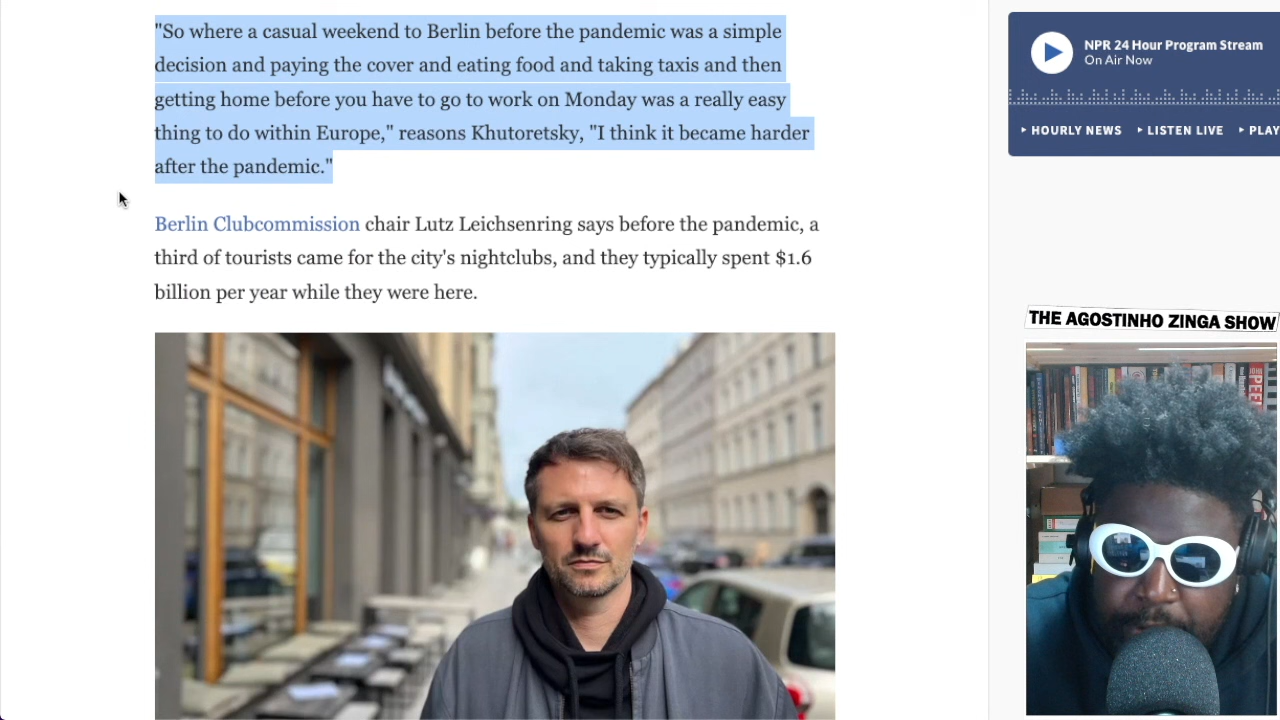 "So where a casual weekend to Berlin before the pandemic was a simple
decision and paying the cover and eating food and taking taxis and then
getting home before you have to go to work on Monday was a really easy
thing to do within Europe," reasons Khutoretsky, "I think it became harder
after the pandemic."
Berlin Clubcommission chair Lutz Leichsenring says before the pandemic, a
third of tourists came for the city's nightclubs, and they typically spent $1.6
billion per year while they were here.
NPR 24 Hour Program Stream
On Air Now
HOURLY NEWS
LISTEN LIVE
PLAY
THE AGOSTINHO ZINGA SHOW